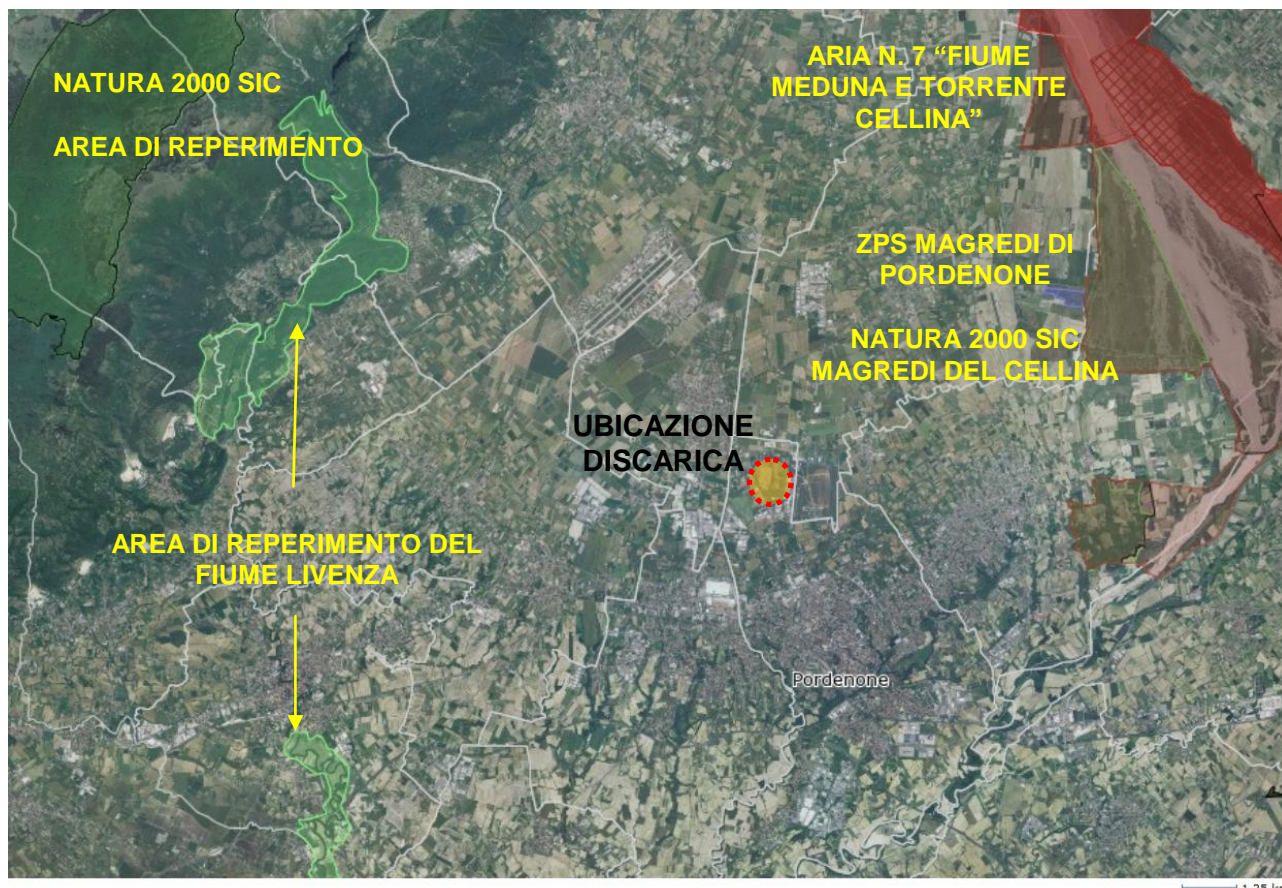 NATURA 2000 SIC
AREA DI REPERIMENTO
ARIA N. 7 “FIUME
MEDUNA E TORRENTE
CELLINA”
ZPS MAGREDI DI
PORDENONE
NATURA 2000 SIC
MAGREDI DEL CELLINA
UBICAZIONE
DISCARICA
AREA DI REPERIMENTO DEL
FIUME LIVENZA
Pordenone